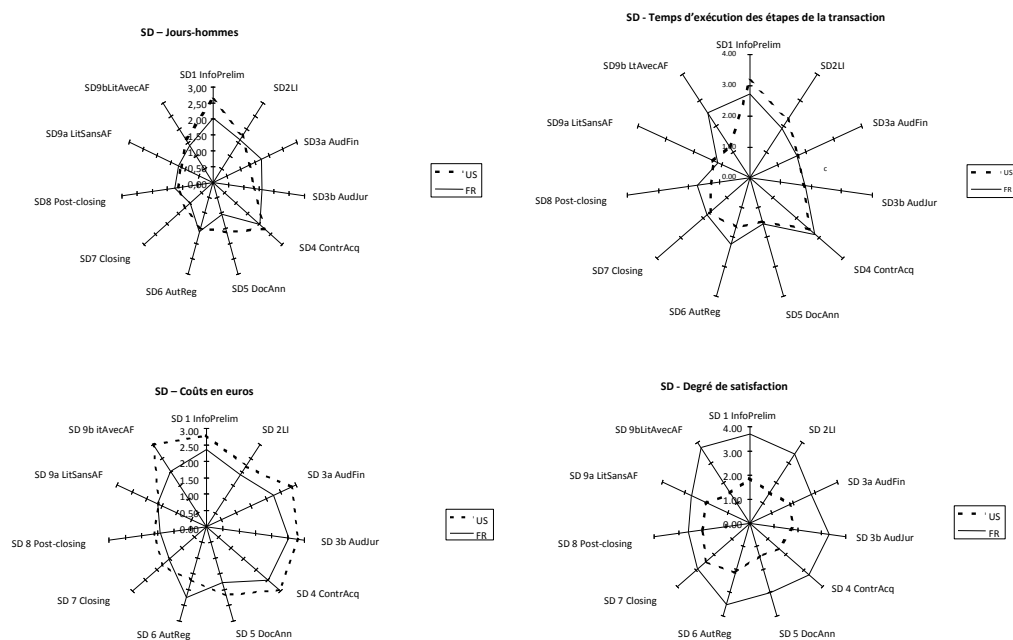 SD – Jours-hommes
SD1 InfoPrelim
3,00
2,50
2,00
1,50
1,00
0,50
0,00
SD2LI
SD3a AudFin
SD3b AudJur
SD4 ContrAcq
SD5 DocAnn
SD6 AutReg
SD7 Closing
SD8 Post-closing
SD9a LitSansAF
SD9bLitAvecAF
US
FR
SD - Temps d’exécution des étapes de la transaction
SD1 InfoPrelim
4.00
3.00
2.00
1.00
0.00
SD2LI
SD3a AudFin
c
SD3b AudJur
SD4 ContrAcq
SD5 DocAnn
SD6 AutReg
SD7 Closing
SD8 Post-closing
SD9a LitSansAF
SD9b LtAvecAF
US
FR
SD – Coûts en euros
SD 1 InfoPrelim
3.00
2.50
2.00
1.50
1.00
0.50
0.00
SD 2LI
SD 3a AudFin
SD 3b AudJur
SD 4 ContrAcq
SD 5 DocAnn
SD 6 AutReg
SD 7 Closing
SD 8 Post-closing
SD 9a LitSansAF
SD 9b itAvecAF
US
FR
SD - Degré de satisfaction
SD 1 InfoPrelim
4.00
3.00
2.00
1.00
0.00
SD 2LI
SD 3a AudFin
SD 3b AudJur
SD 4 ContrAcq
SD 5 DocAnn
SD 6 AutReg
SD 7 Closing
SD 8 Post-closing
SD 9a LitSansAF
SD 9bLitAvecAF
US
FR